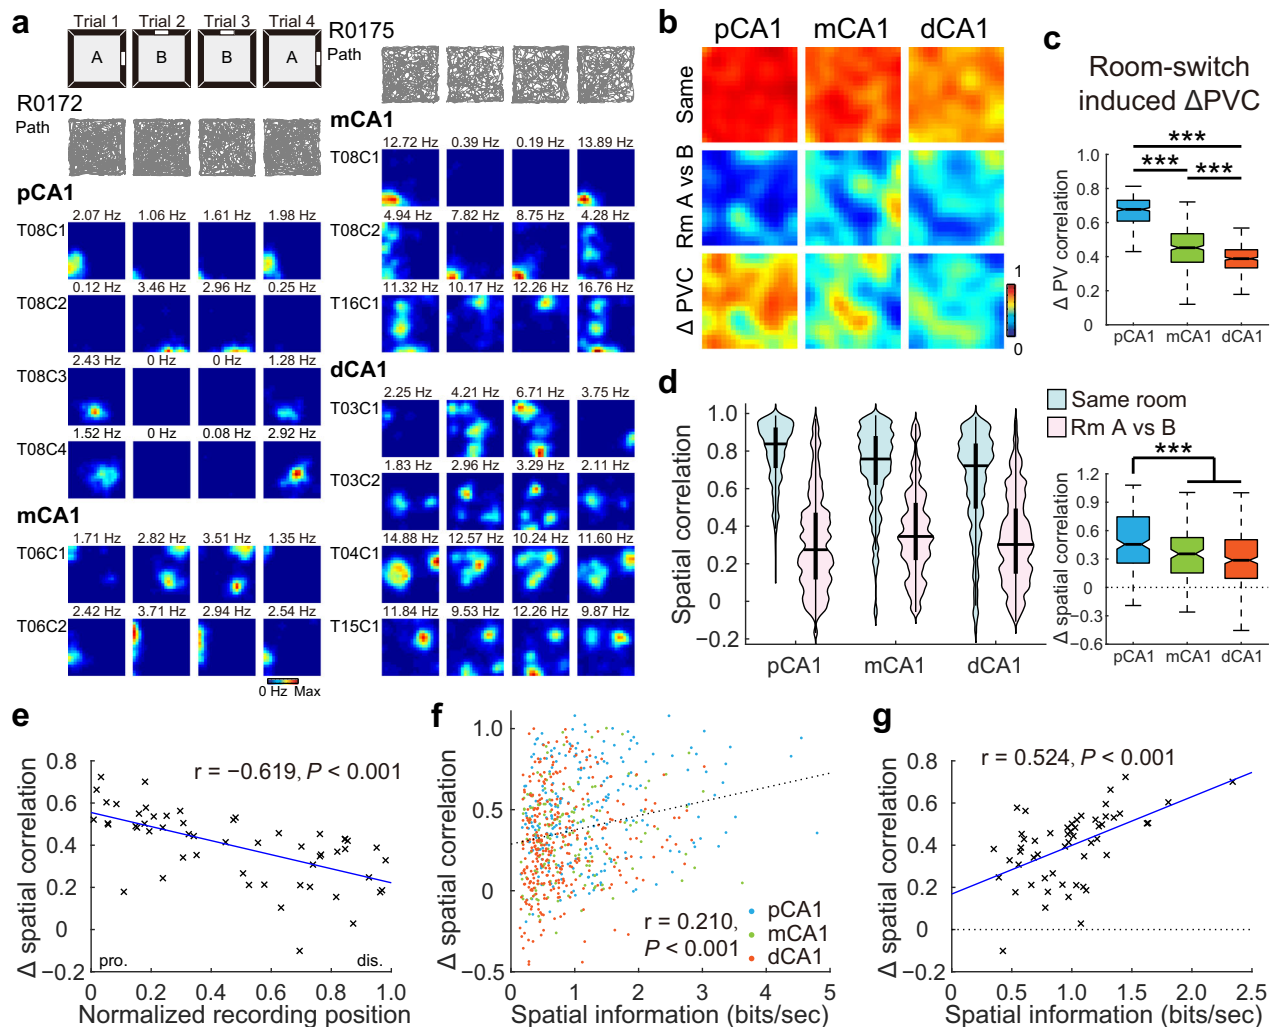 a
Trial 1 Trial 2 Trial 3 Trial 4
A B B A
R0172
Path
pCA1
2.07 Hz 1.06 Hz 1.61 Hz 1.98 Hz
T08C1
0.12 Hz 3.46 Hz 2.96 Hz 0.25 Hz
T08C2
2.43 Hz 0 Hz 0 Hz 1.28 Hz
T08C3
1.52 Hz 0 Hz 0.08 Hz 2.92 Hz
T08C4
mCA1
1.71 Hz 2.82 Hz 3.51 Hz 1.35 Hz
T06C1
2.42 Hz 3.71 Hz 2.94 Hz 2.54 Hz
T06C2
0 Hz Max
R0175
Path
mCA1
12.72 Hz 0.39 Hz 0.19 Hz 13.89 Hz
T08C1
4.94 Hz 7.82 Hz 8.75 Hz 4.28 Hz
T08C2
11.32 Hz 10.17 Hz 12.26 Hz 16.76 Hz
T16C1
dCA1
2.25 Hz 4.21 Hz 6.71 Hz 3.75 Hz
T03C1
1.83 Hz 2.96 Hz 3.29 Hz 2.11 Hz
T03C2
14.88 Hz 12.57 Hz 10.24 Hz 11.60 Hz
T04C1
11.84 Hz 9.53 Hz 12.26 Hz 9.87 Hz
T15C1
b
pCA1 mCA1 dCA1
Same
Rm A vs B
Δ PVC
1
0
c
Room-switch
induced ΔPVC
***
*** ***
Δ PV correlation
1.0
0.8
0.6
0.4
0.2
0
pCA1 mCA1 dCA1
d
Spatial correlation
1.0
0.8
0.6
0.4
0.2
0
−0.2
pCA1 mCA1 dCA1
Same room
Rm A vs B
***
Δ spatial correlation
1.2
0.9
0.6
0.3
0
−0.3
−0.6
pCA1 mCA1 dCA1
e
r = −0.619, P < 0.001
Δ spatial correlation
0.8
0.6
0.4
0.2
0
−0.2
pro. dis.
0 0.2 0.4 0.6 0.8 1.0
Normalized recording position
f
Δ spatial correlation
1.0
0.5
0
−0.5
r = 0.210,
P < 0.001
pCA1
mCA1
dCA1
0 1 2 3 4 5
Spatial information (bits/sec)
g
r = 0.524, P < 0.001
Δ spatial correlation
0.8
0.6
0.4
0.2
0
−0.2
0 0.5 1.0 1.5 2.0 2.5
Spatial information (bits/sec)